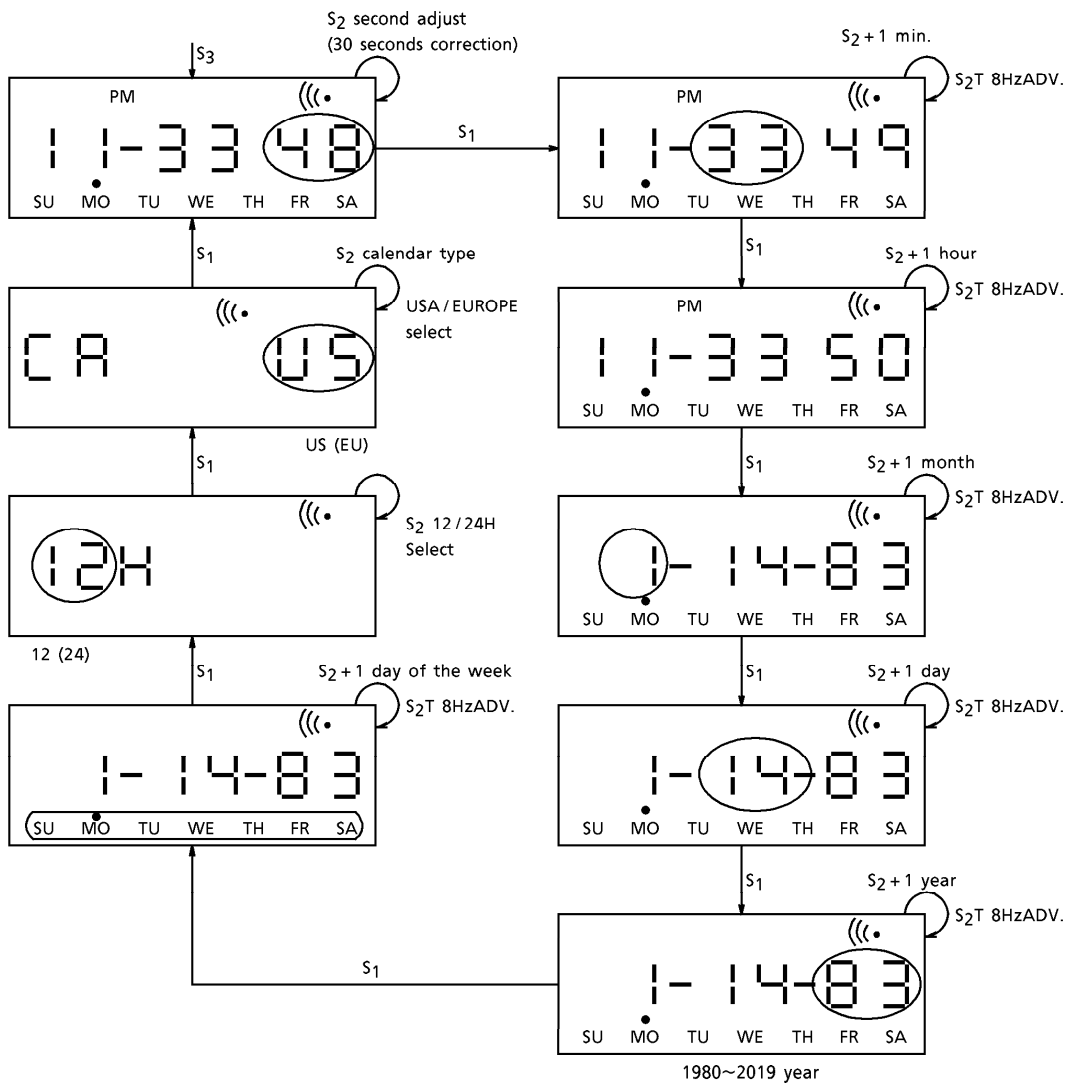 S2 second adjust
(30 seconds correction)
S3
PM
11-33 48
SU MO TU WE TH FR SA
S1
S2+1 min.
S2T 8HzADV.
PM
11-33 49
SU MO TU WE TH FR SA
S1
S1
S2 calendar type
USA/EUROPE
select
CA US
US (EU)
S2+1 hour
S2T 8HzADV.
PM
11-33 50
SU MO TU WE TH FR SA
S1
S1
S2 12/24H
Select
12H
12 (24)
S2+1 month
S2T 8HzADV.
1-14-83
SU MO TU WE TH FR SA
S1
S1
S2+1 day of the week
S2T 8HzADV.
1-14-83
SU MO TU WE TH FR SA
S2+1 day
S2T 8HzADV.
1-14-83
SU MO TU WE TH FR SA
S1
S2+1 year
S2T 8HzADV.
1-14-83
SU MO TU WE TH FR SA
S1
1980~2019 year